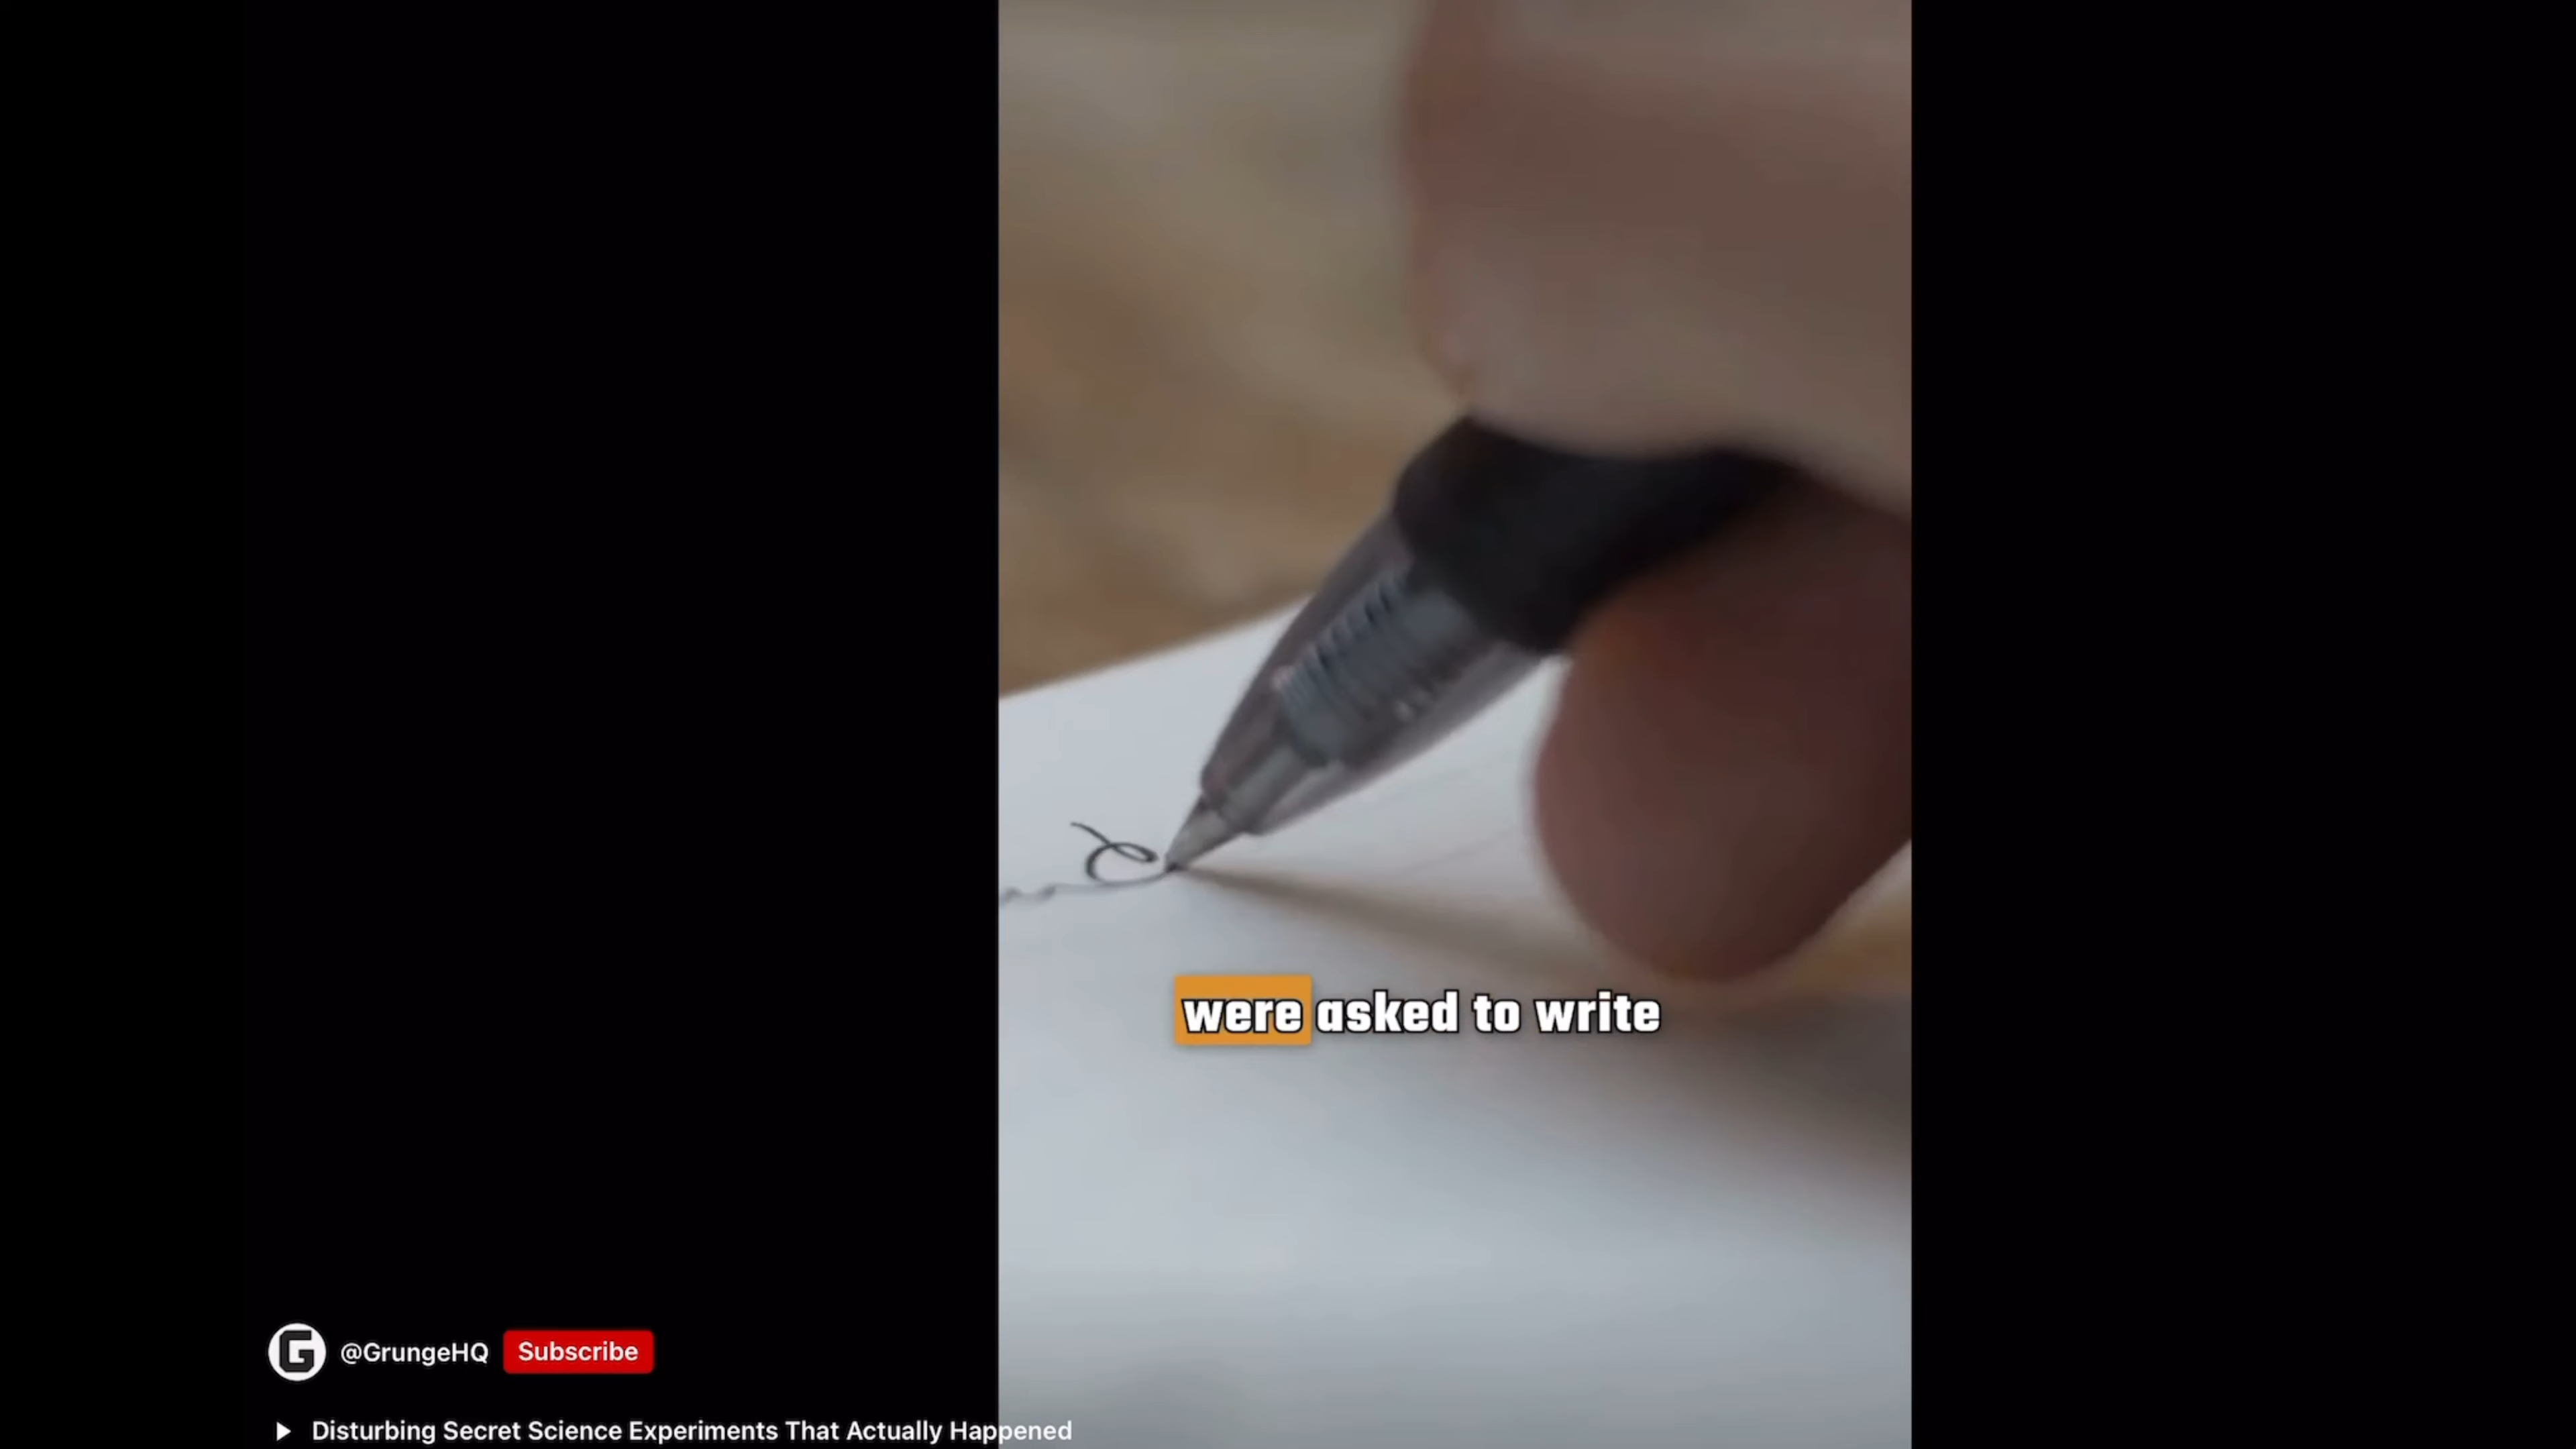 were asked to write
G @GrungeHQ Subscribe
Disturbing Secret Science Experiments That Actually Happened